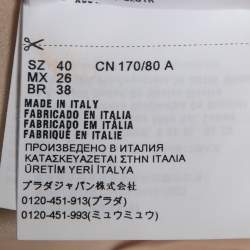 SZ 40 CN 170/80 A
MX 26
BR 38
MADE IN ITALY
FABRICADO EN ITALIA
FABRICADO EM ITÀLIA
FABRIQUÉ EN ITALIE
ПРОИЗВЕДЕНО В ИТАЛИЯ
ΚΑΤΑΣΚΕΥΑΖΕΤΑΙ ΣΤΗΝ ΙΤΑΛΙΑ
ÜRETİM YERİ İTALYA
プラダジャパン株式会社
0120-451-913(プラダ)
0120-451-993(ミュウミュウ)